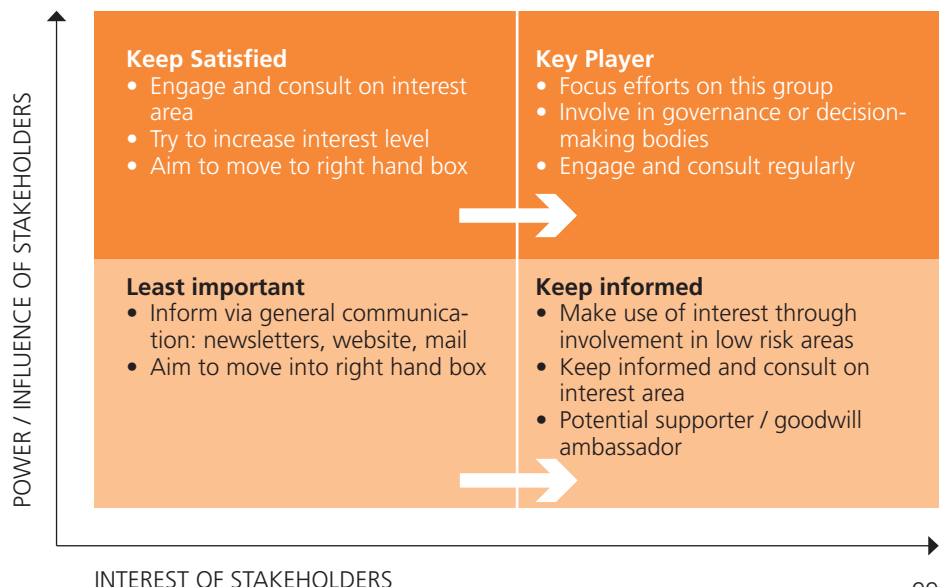 POWER / INFLUENCE OF STAKEHOLDERS
Keep Satisfied
• Engage and consult on interest
area
• Try to increase interest level
• Aim to move to right hand box
Key Player
• Focus efforts on this group
• Involve in governance or decision-
making bodies
• Engage and consult regularly
Least important
• Inform via general communica-
tion: newsletters, website, mail
• Aim to move into right hand box
Keep informed
• Make use of interest through
involvement in low risk areas
• Keep informed and consult on
interest area
• Potential supporter / goodwill
ambassador
INTEREST OF STAKEHOLDERS